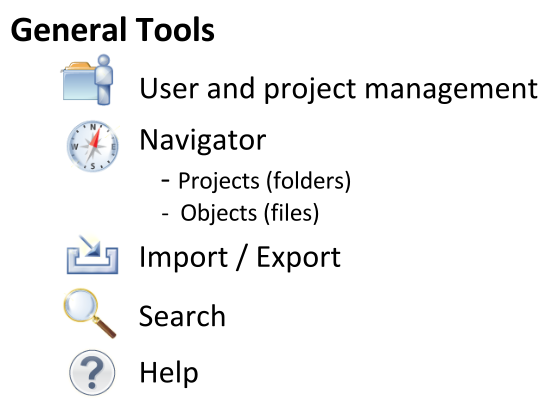 General Tools
User and project management
Navigator
- Projects (folders)
- Objects (files)
Import / Export
Search
Help